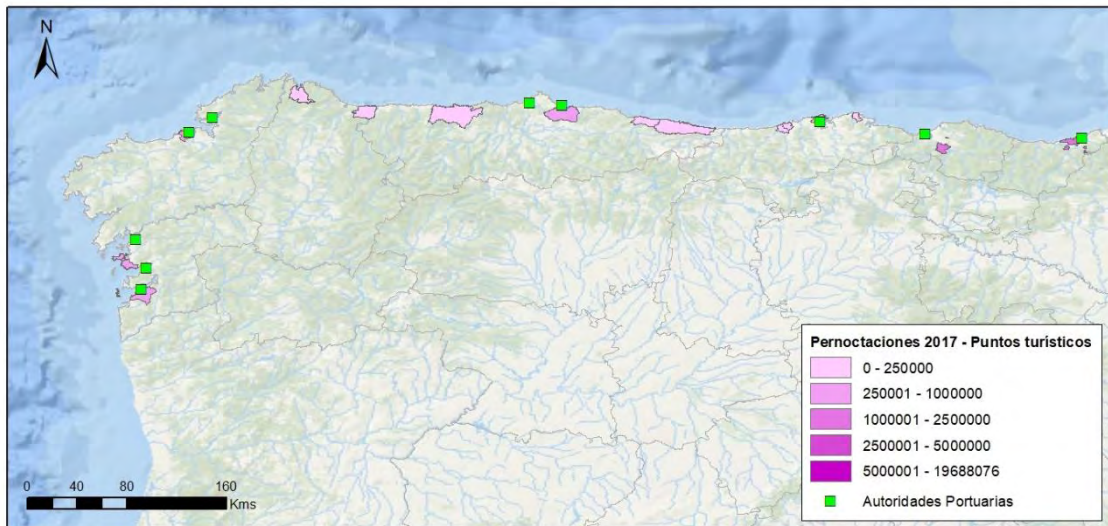 N
Pernoctaciones 2017 - Puntos turísticos
0 - 250000
250001 - 1000000
1000001 - 2500000
2500001 - 5000000
5000001 - 19688076
Autoridades Portuarias
0 40 80 160
Kms